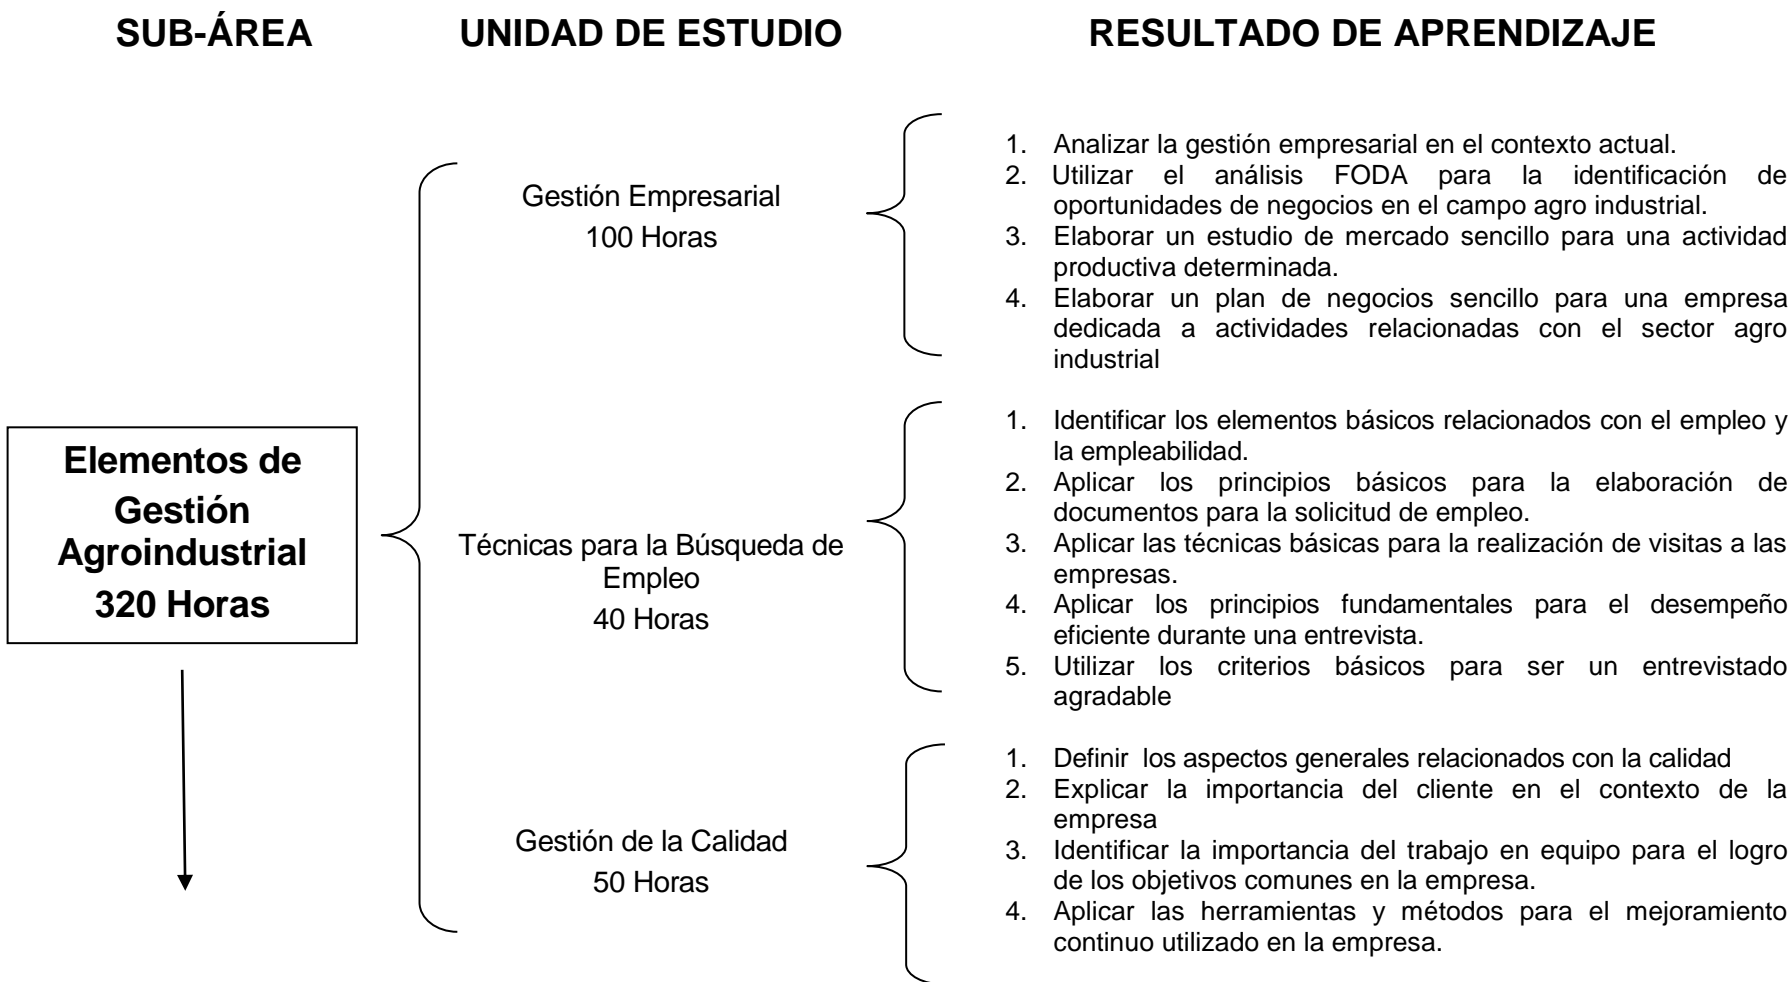 SUB-ÁREA
UNIDAD DE ESTUDIO
RESULTADO DE APRENDIZAJE
Elementos de
Gestión
Agroindustrial
320 Horas
Gestión Empresarial
100 Horas
1. Analizar la gestión empresarial en el contexto actual.
2. Utilizar el análisis FODA para la identificación de
oportunidades de negocios en el campo agro industrial.
3. Elaborar un estudio de mercado sencillo para una actividad
productiva determinada.
4. Elaborar un plan de negocios sencillo para una empresa
dedicada a actividades relacionadas con el sector agro
industrial
Técnicas para la Búsqueda de
Empleo
40 Horas
1. Identificar los elementos básicos relacionados con el empleo y
la empleabilidad.
2. Aplicar los principios básicos para la elaboración de
documentos para la solicitud de empleo.
3. Aplicar las técnicas básicas para la realización de visitas a las
empresas.
4. Aplicar los principios fundamentales para el desempeño
eficiente durante una entrevista.
5. Utilizar los criterios básicos para ser un entrevistado
agradable
Gestión de la Calidad
50 Horas
1. Definir los aspectos generales relacionados con la calidad
2. Explicar la importancia del cliente en el contexto de la
empresa
3. Identificar la importancia del trabajo en equipo para el logro
de los objetivos comunes en la empresa.
4. Aplicar las herramientas y métodos para el mejoramiento
continuo utilizado en la empresa.